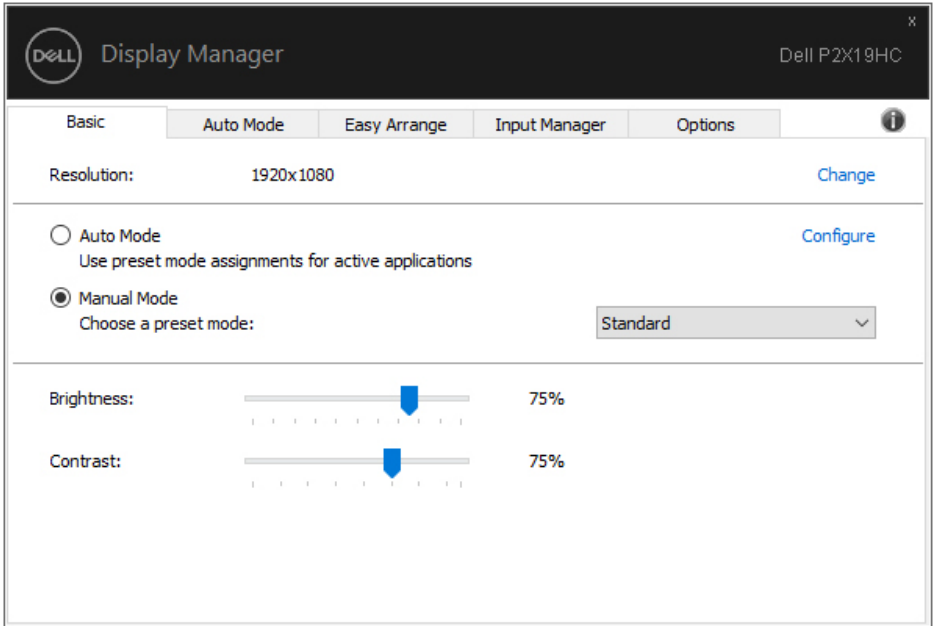 x
DELL Display Manager Dell P2X19HC
Basic Auto Mode Easy Arrange Input Manager Options i
Resolution: 1920x1080 Change
Auto Mode Configure
Use preset mode assignments for active applications
Manual Mode
Choose a preset mode: Standard
Brightness: 75%
Contrast: 75%